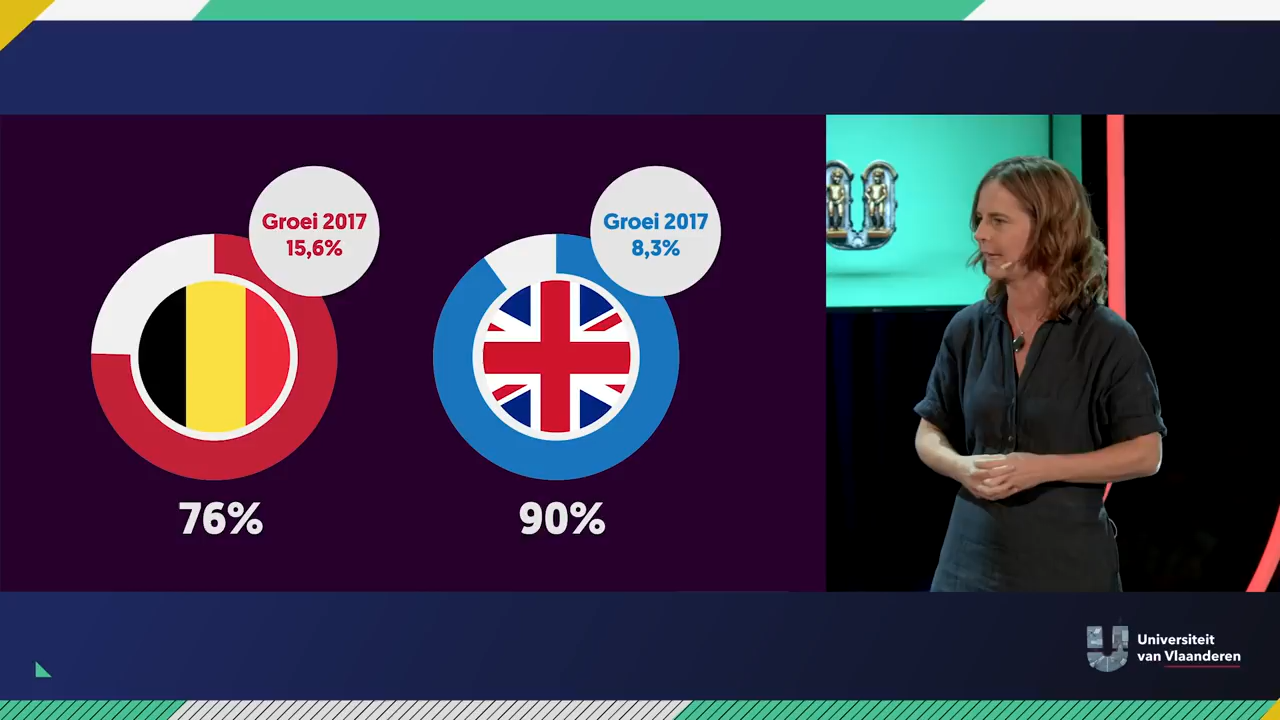 Groei 2017
15,6%
Groei 2017
8,3%
76%
90%
Universiteit
van Vlaanderen